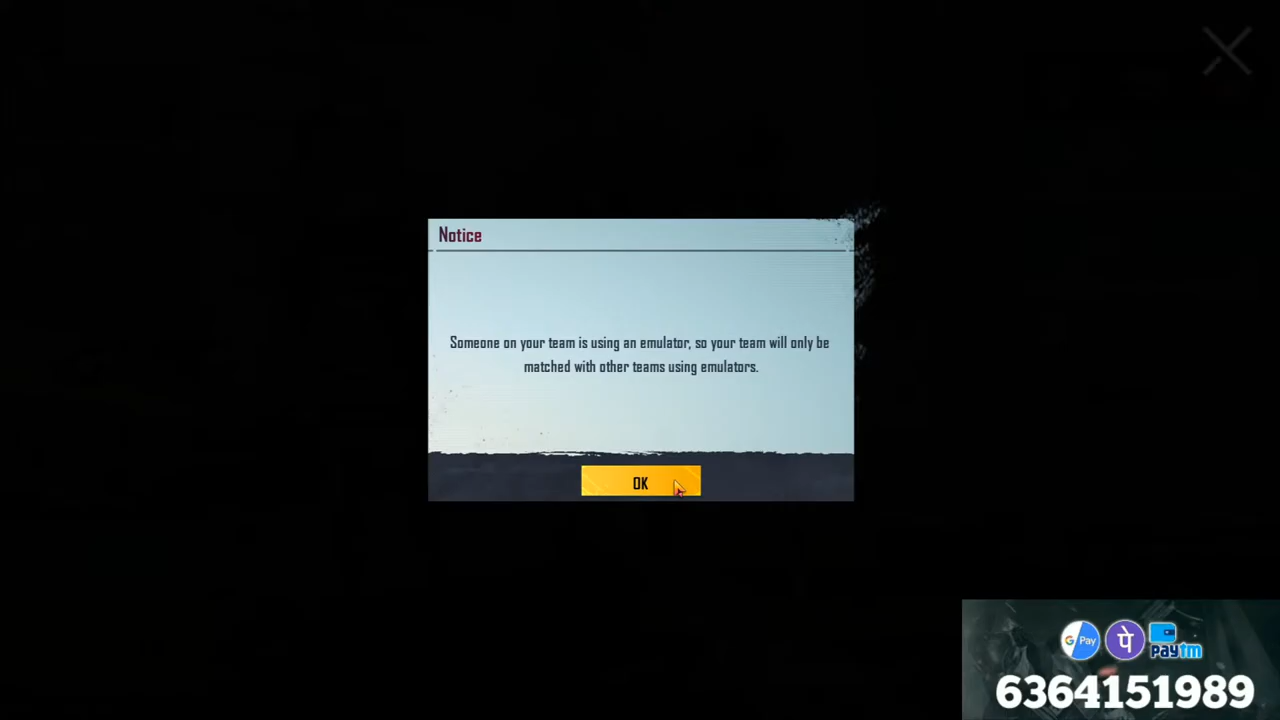 Notice
Someone on your team is using an emulator, so your team will only be
matched with other teams using emulators.
OK
G Pay पे paytm
6364151989